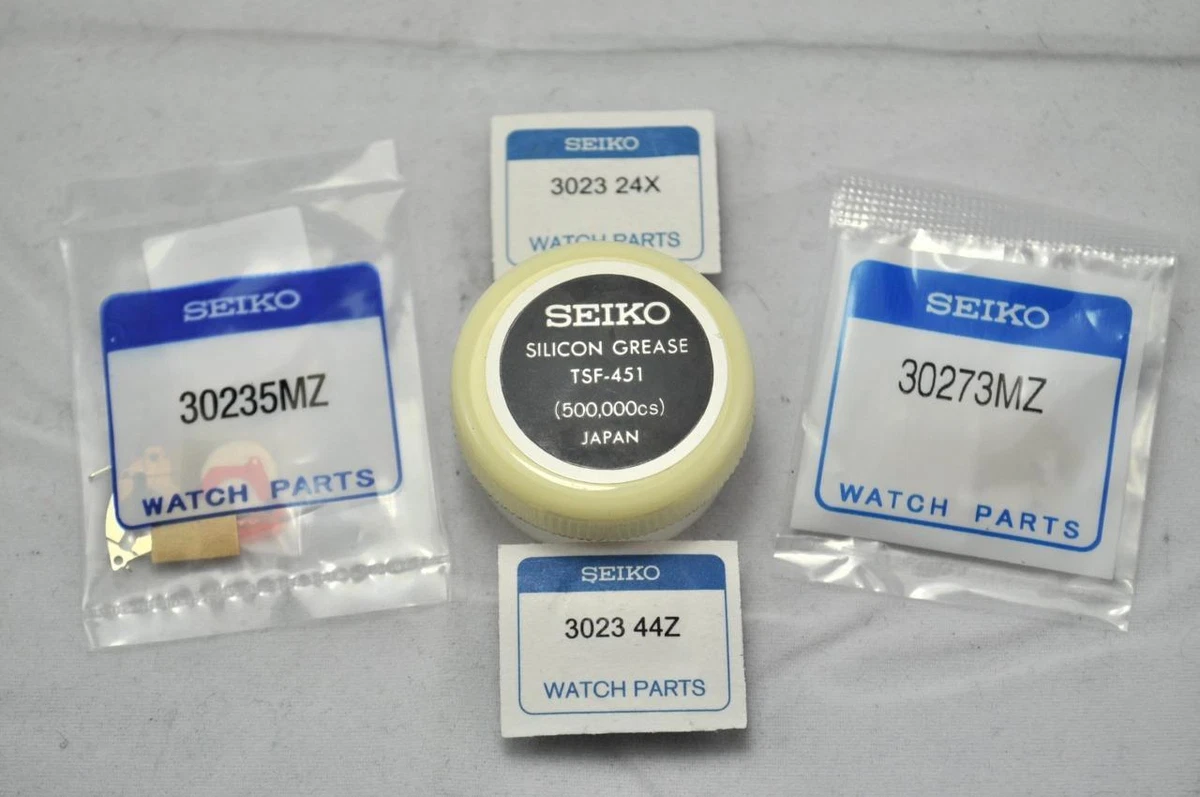 SEIKO
3023 24X
WATCH PARTS
SEIKO
30235MZ
WATCH PARTS
SEIKO
SILICON GREASE
TSF-451
(500,000cs)
JAPAN
SEIKO
30273MZ
WATCH PARTS
SEIKO
3023 44Z
WATCH PARTS